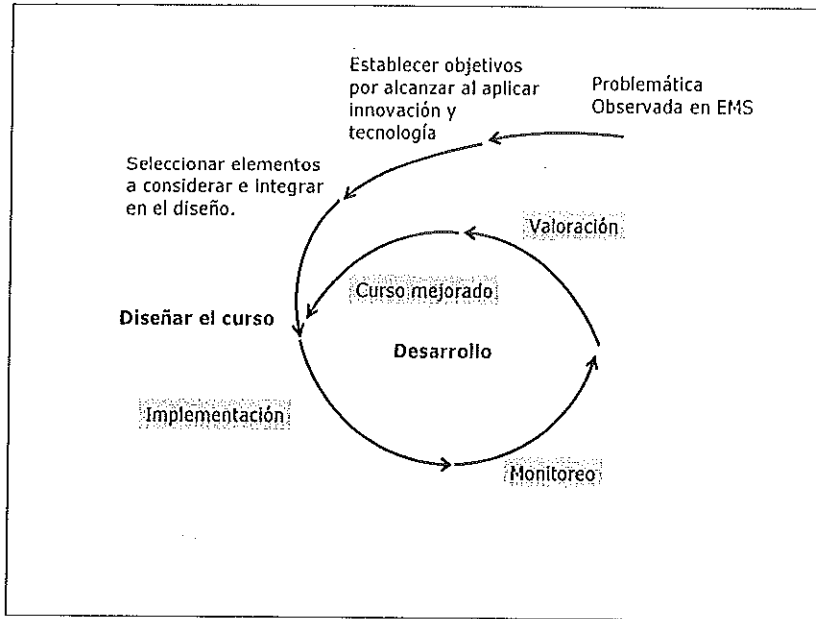 Establecer objetivos
por alcanzar al aplicar
innovación y
tecnología
Problemática
Observada en EMS
Seleccionar elementos
a considerar e integrar
en el diseño.
Valoración
Curso mejorado
Diseñar el curso
Desarrollo
Implementación
Monitoreo